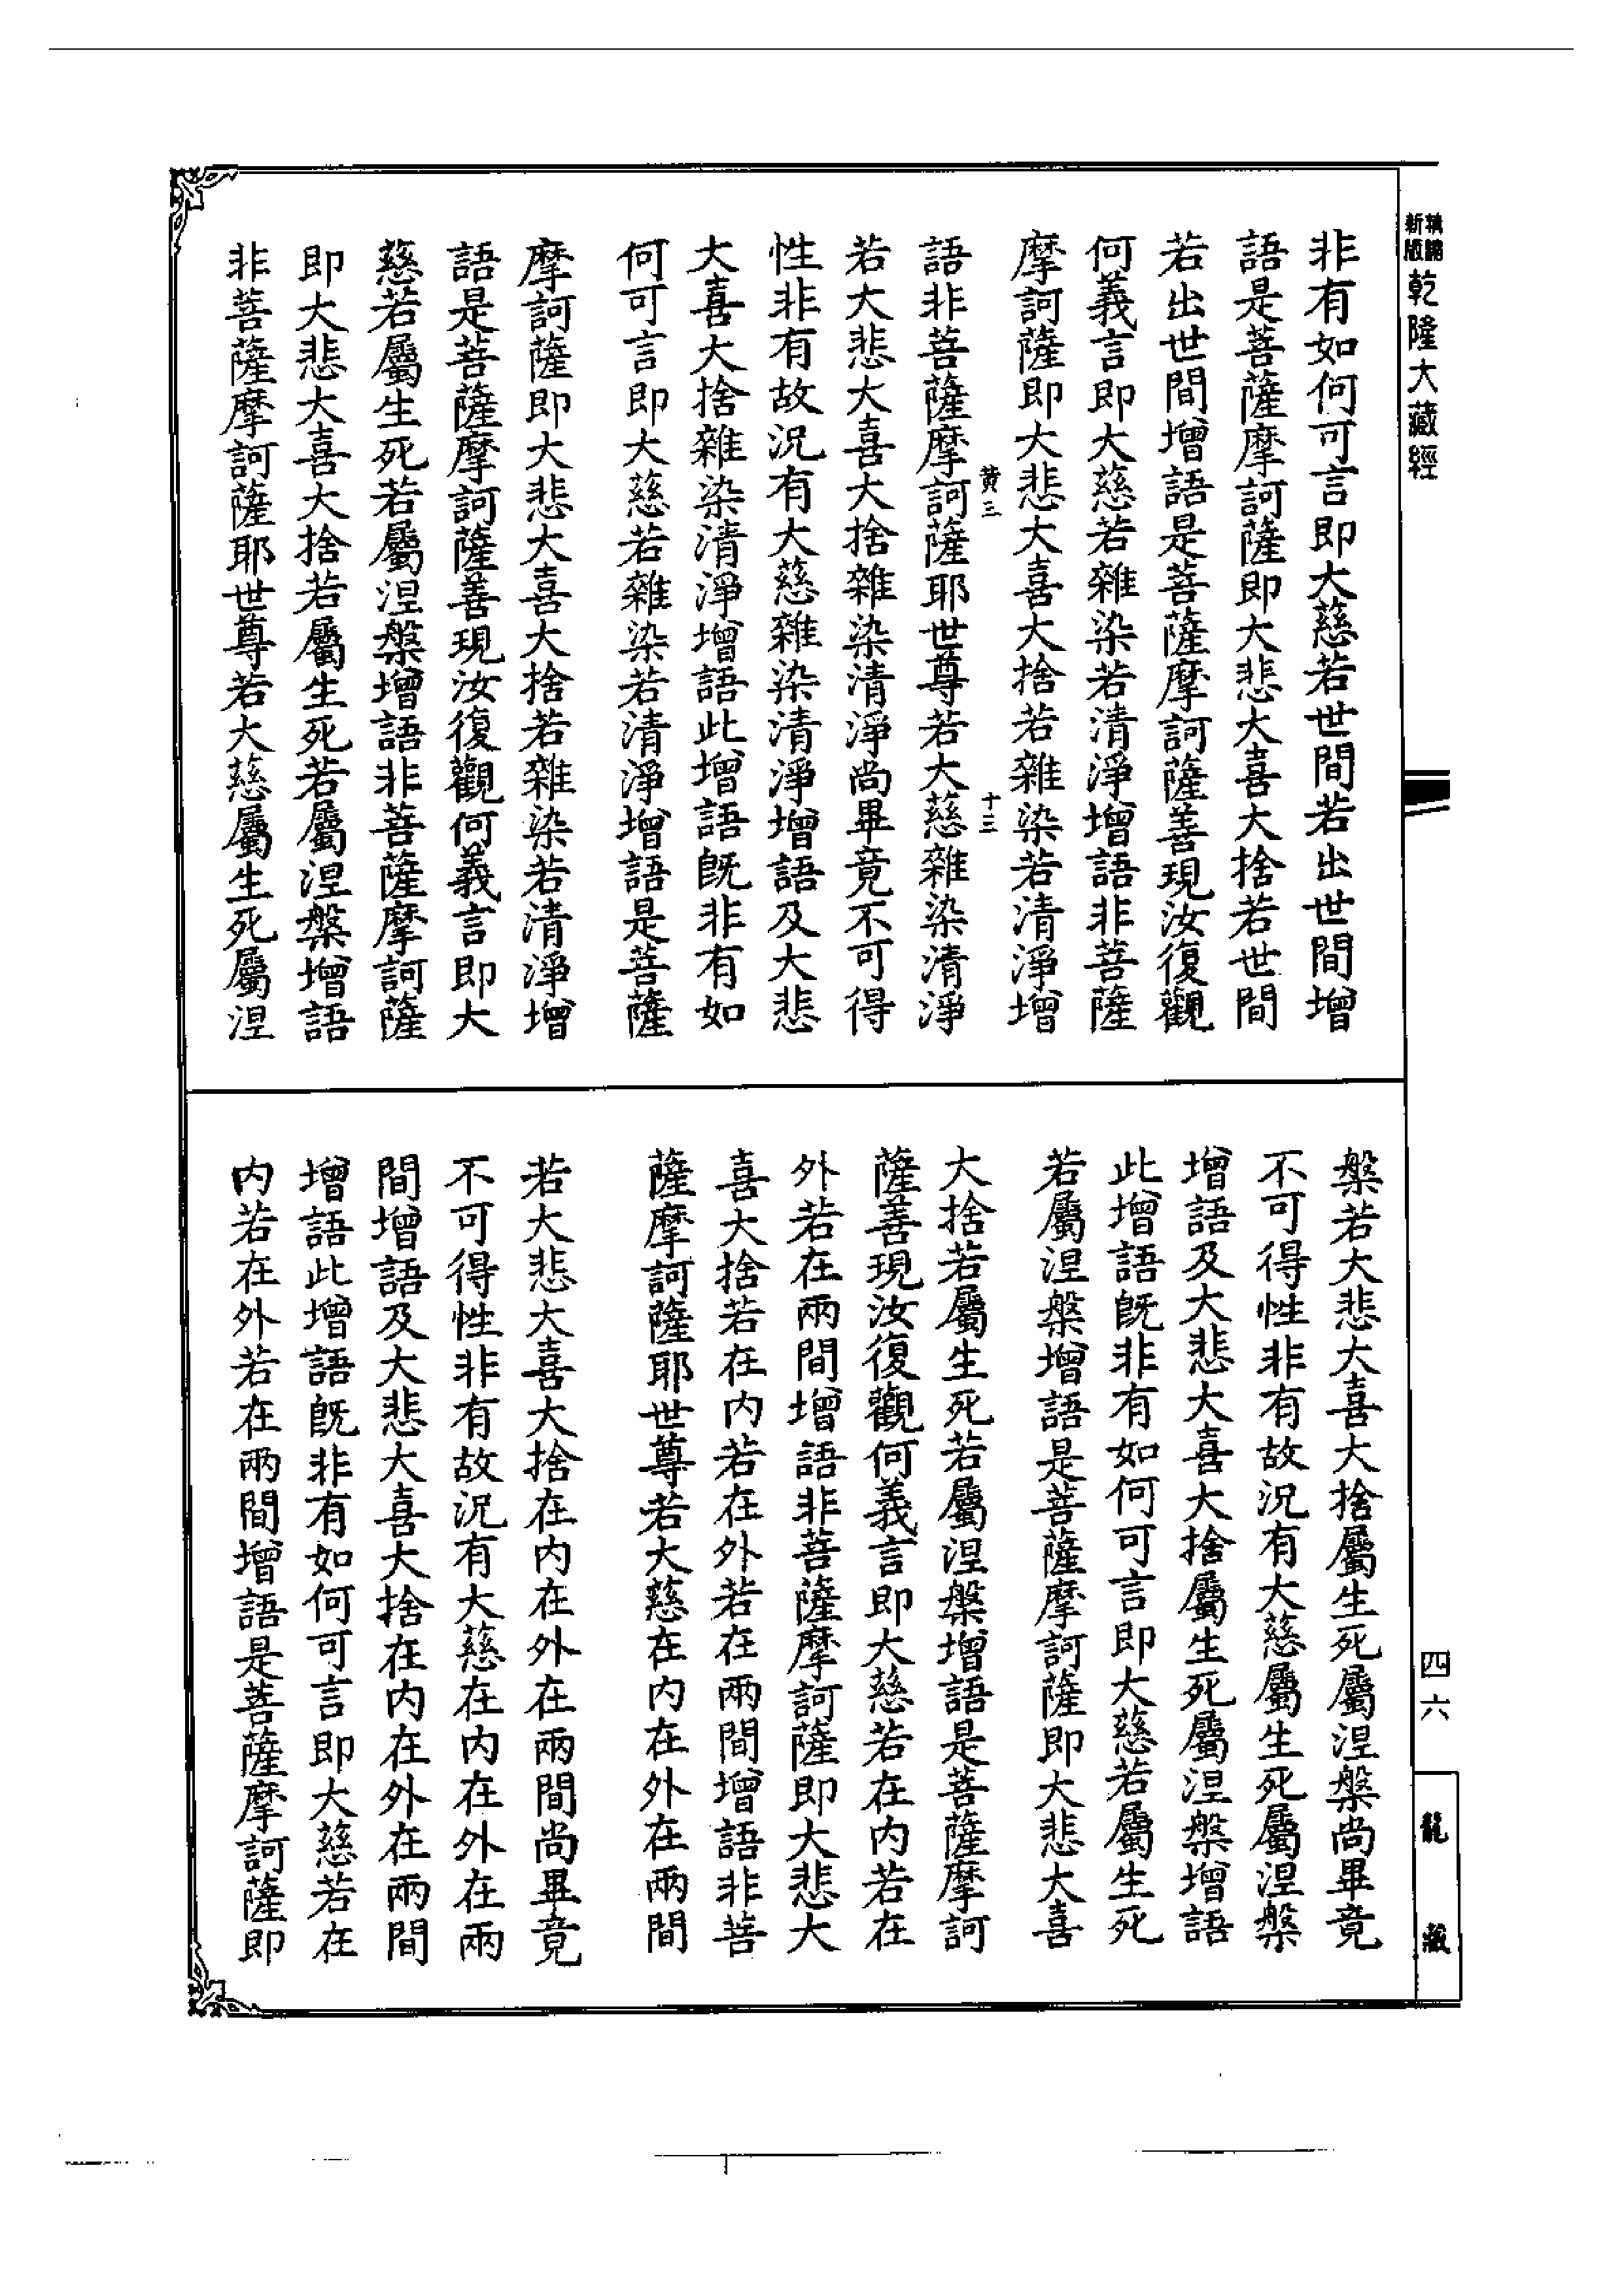 新版
精編
乾隆大藏經
非有如何可言即大慈若世間若出世間增
語是菩薩摩訶薩即大悲大喜大捨若世間
若出世間增語是菩薩摩訶薩善現汝復觀
何義言即大慈若雜染若清淨增語非菩薩
摩訶薩即大悲大喜大捨若雜染若清淨增
黃三
十三
語非菩薩摩訶薩耶世尊若大慈雜染清淨
若大悲大喜大捨雜染清淨尚畢竟不可得
性非有故況有大慈雜染清淨增語及大悲
大喜大捨雜染清淨增語此增語既非有如
何可言即大慈若雜染若清淨增語是菩薩
摩訶薩即大悲大喜大捨若雜染若清淨增
語是菩薩摩訶薩善現汝復觀何義言即大
慈若屬生死若屬涅槃增語非菩薩摩訶薩
即大悲大喜大捨若屬生死若屬涅槃增語
非菩薩摩訶薩耶世尊若大慈屬生死屬涅
槃若大悲大喜大捨屬生死屬涅槃尚畢竟
不可得性非有故況有大慈屬生死屬涅槃
增語及大悲大喜大捨屬生死屬涅槃增語
此增語既非有如何可言即大慈若屬生死
若屬涅槃增語是菩薩摩訶薩即大悲大喜
大捨若屬生死若屬涅槃增語是菩薩摩訶
薩善現汝復觀何義言即大慈若在內若在
外若在兩間增語非菩薩摩訶薩即大悲大
喜大捨若在內若在外若在兩間增語非菩
薩摩訶薩耶世尊若大慈在內在外在兩間
若大悲大喜大捨在內在外在兩間尚畢竟
不可得性非有故況有大慈在內在外在兩
間增語及大悲大喜大捨在內在外在兩間
增語此增語既非有如何可言即大慈若在
內若在外若在兩間增語是菩薩摩訶薩即
四六
龍藏